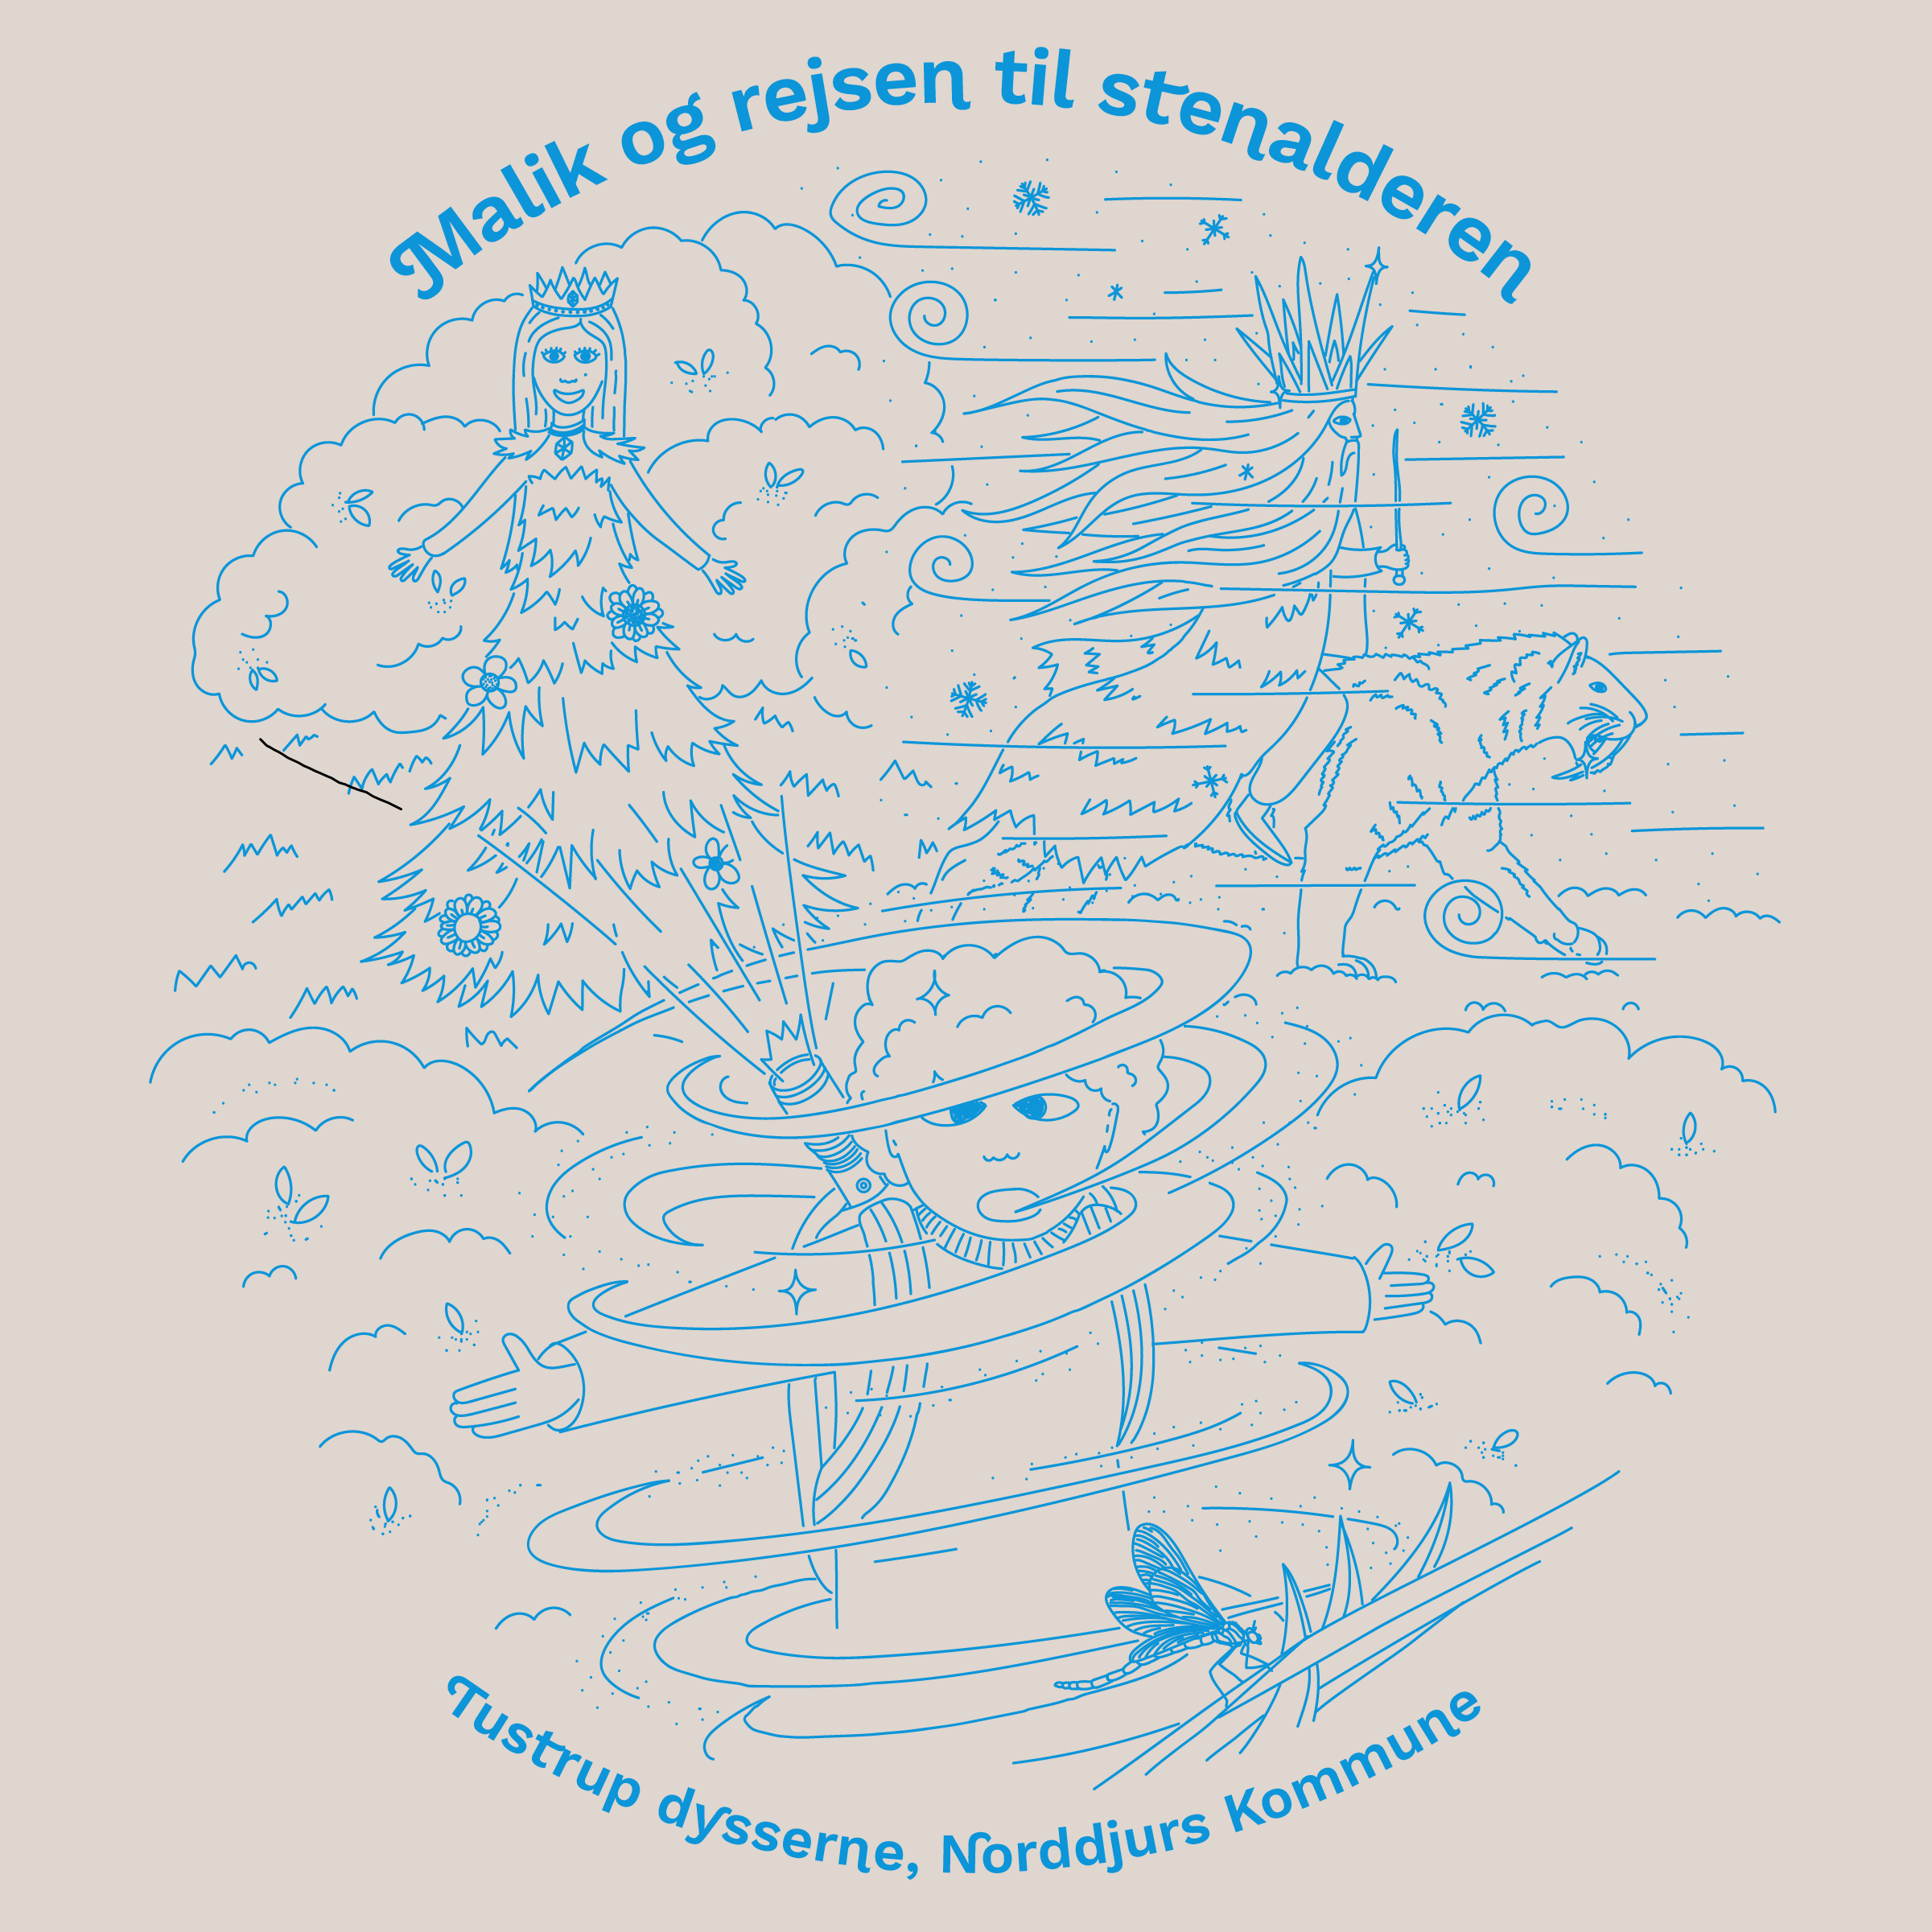 Malik og rejsen til stenalderen
Tustrup dysserne, Norddjurs Kommune